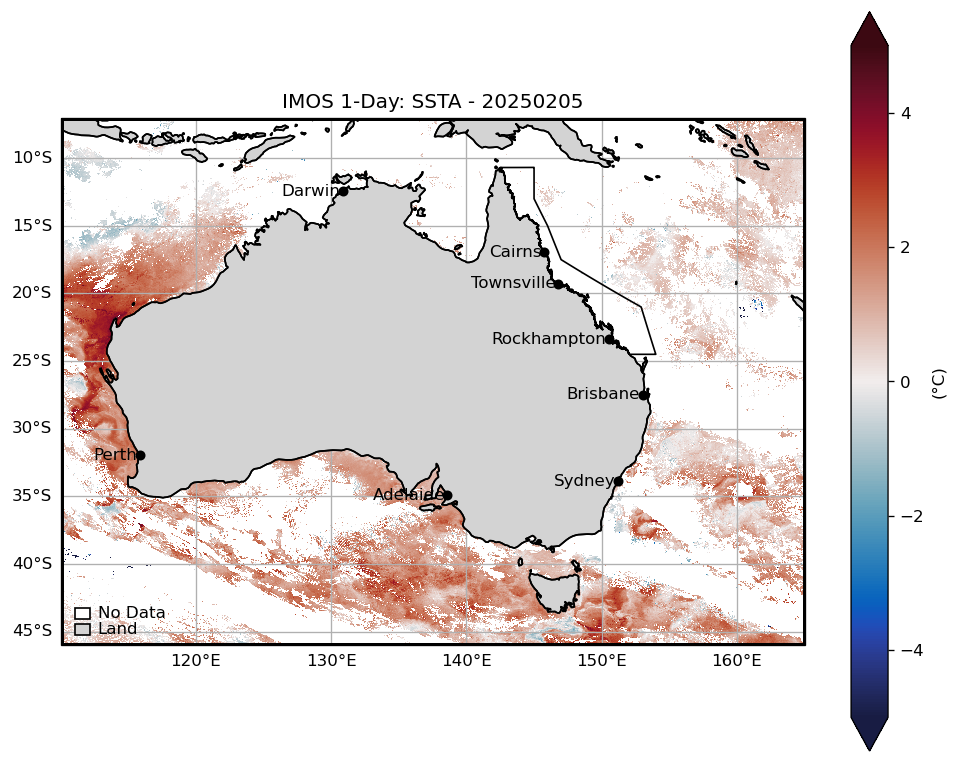 IMOS 1-Day: SSTA - 20250205
10°S
15°S
20°S
25°S
30°S
35°S
40°S
45°S
Darwin
Cairns
Townsville
Rockhampton
Brisbane
Perth
Sydney
Adelaide
No Data
Land
120°E 130°E 140°E 150°E 160°E
4
2
0
−2
−4
(°C)